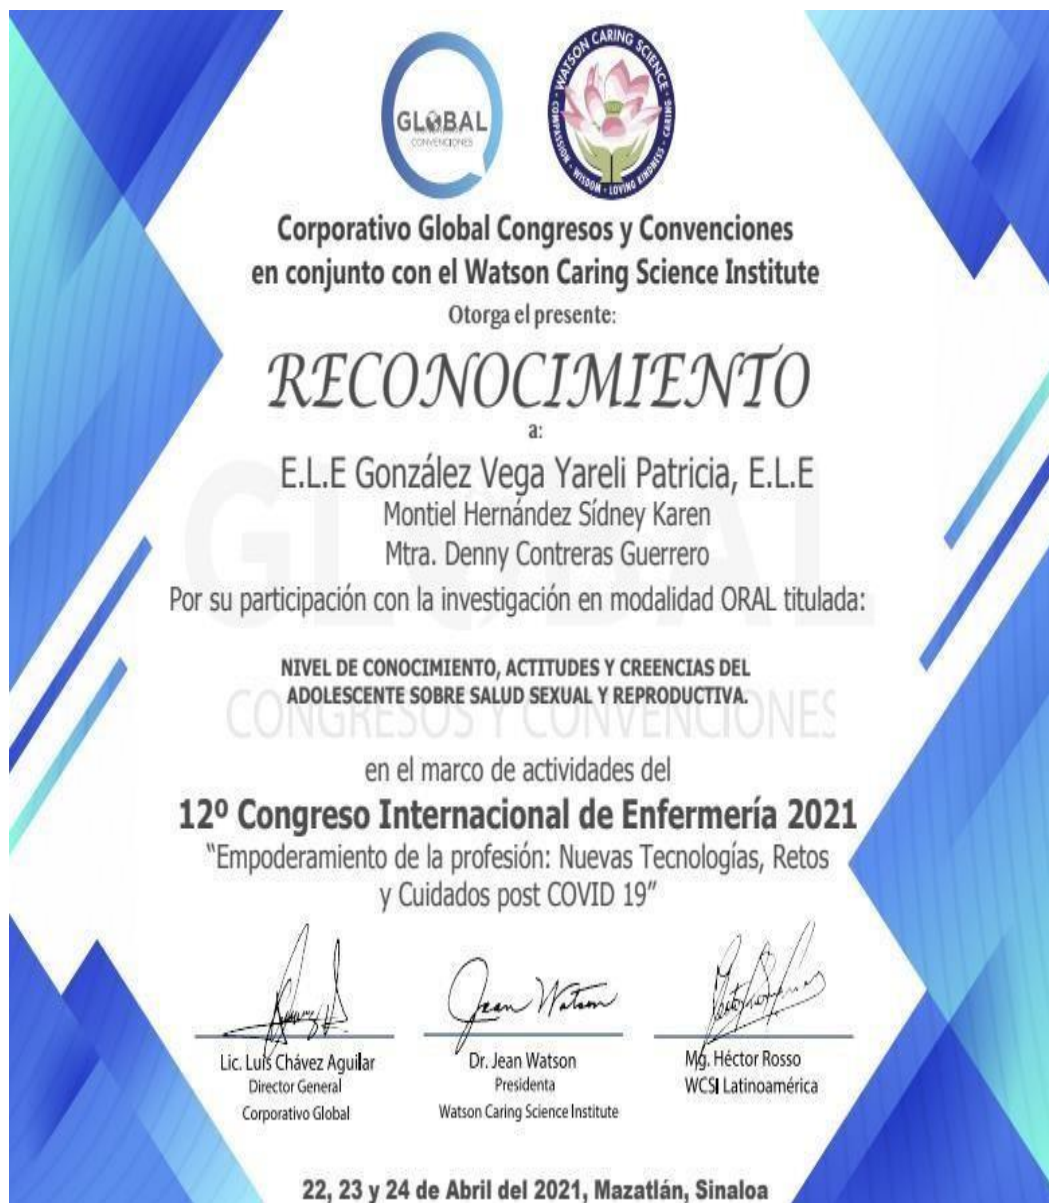 GLOBAL
CONVENCIONES
WATSON CARING SCIENCE
COMPASSION • WISDOM • LOVING KINDNESS • CARING
Corporativo Global Congresos y Convenciones
en conjunto con el Watson Caring Science Institute
Otorga el presente:
RECONOCIMIENTO
a:
E.L.E González Vega Yareli Patricia, E.L.E
Montiel Hernández Sídney Karen
Mtra. Denny Contreras Guerrero
GLOBAL
Por su participación con la investigación en modalidad ORAL titulada:
NIVEL DE CONOCIMIENTO, ACTITUDES Y CREENCIAS DEL
ADOLESCENTE SOBRE SALUD SEXUAL Y REPRODUCTIVA.
CONGRESOS Y CONVENCIONES
en el marco de actividades del
12º Congreso Internacional de Enfermería 2021
“Empoderamiento de la profesión: Nuevas Tecnologías, Retos
y Cuidados post COVID 19”
Jean Watson
Lic. Luis Chávez Aguilar
Director General
Corporativo Global
Dr. Jean Watson
Presidenta
Watson Caring Science Institute
Mg. Héctor Rosso
WCSI Latinoamérica
22, 23 y 24 de Abril del 2021, Mazatlán, Sinaloa